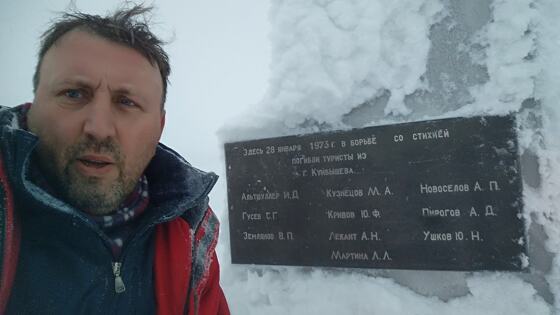 Здесь 28 января 1973 г. в борьбе со стихией
погибли туристы из
г. Куйбышева...
Альтшуллер И.Д Кузнецов М. А. Новоселов А. П.
Гусев С.Г Кривов Ю. Ф. Пирогов А. Д.
Землянов В. П. Лекант А.Н. Ушков Ю. Н.
Мартина Л. Л.